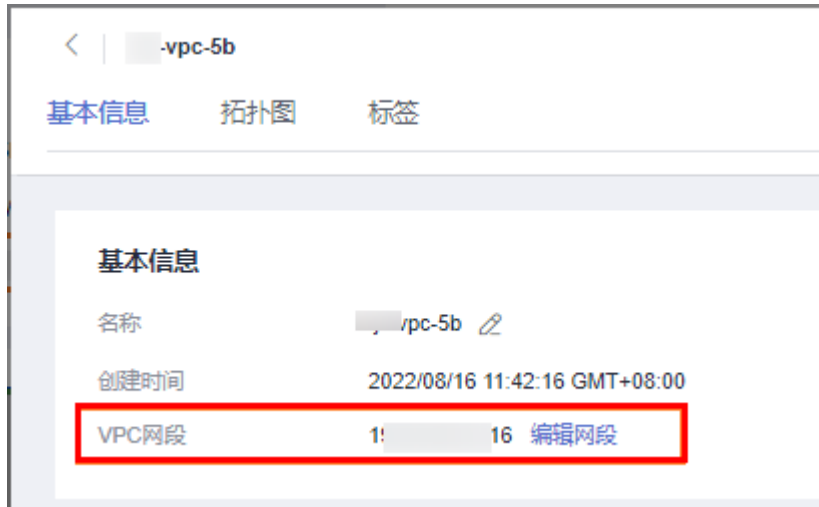 -vpc-5b
基本信息 拓扑图 标签
基本信息
名称 vpc-5b
创建时间 2022/08/16 11:42:16 GMT+08:00
VPC网段 16 编辑网段